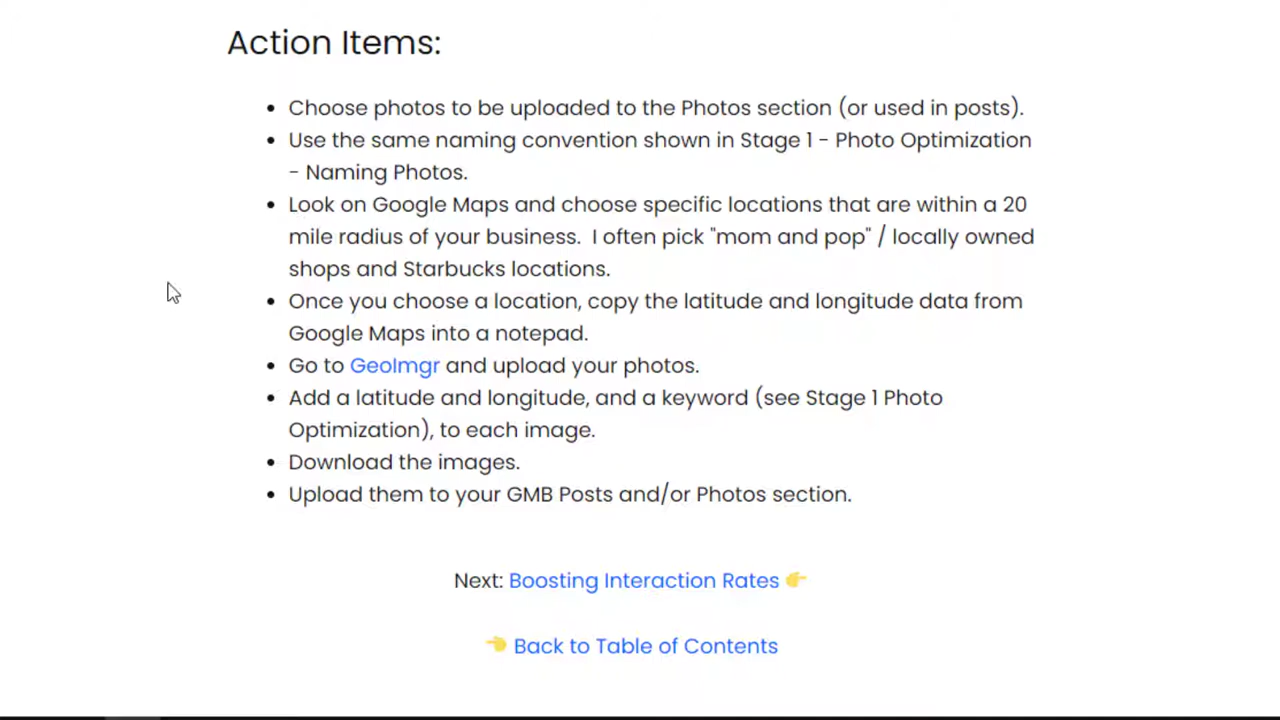 Action Items:
Choose photos to be uploaded to the Photos section (or used in posts).
Use the same naming convention shown in Stage 1 - Photo Optimization
- Naming Photos.
Look on Google Maps and choose specific locations that are within a 20
mile radius of your business.  I often pick "mom and pop" / locally owned
shops and Starbucks locations.
Once you choose a location, copy the latitude and longitude data from
Google Maps into a notepad.
Go to GeoImgr and upload your photos.
Add a latitude and longitude, and a keyword (see Stage 1 Photo
Optimization), to each image.
Download the images.
Upload them to your GMB Posts and/or Photos section.
Next: Boosting Interaction Rates 👉
👈 Back to Table of Contents